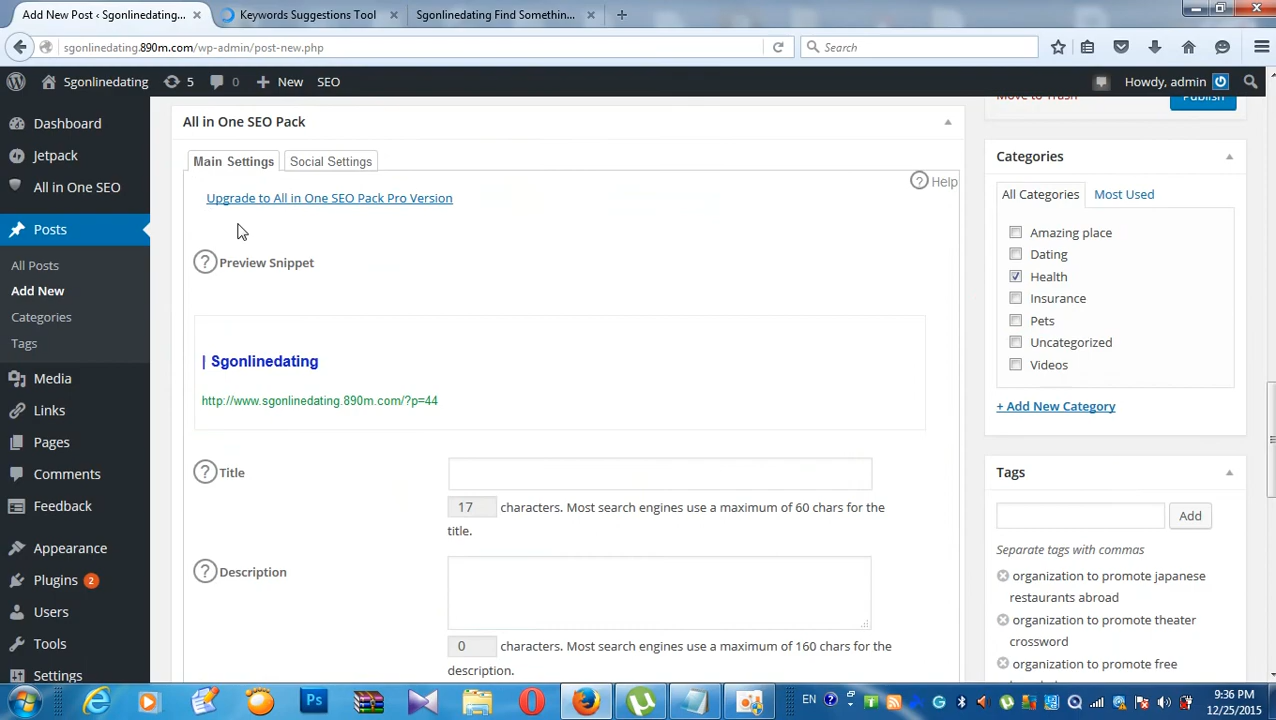 Add New Post ‹ Sgonlinedating...
Keywords Suggestions Tool
Sgonlinedating Find Somethin...
sgonlinedating.890m.com/wp-admin/post-new.php
Search
Sgonlinedating
5
0
New
SEO
Howdy, admin
Dashboard
Jetpack
All in One SEO
Posts
All Posts
Add New
Categories
Tags
Media
Links
Pages
Comments
Feedback
Appearance
Plugins 2
Users
Tools
Settings
All in One SEO Pack
Main Settings
Social Settings
Help
Upgrade to All in One SEO Pack Pro Version
Preview Snippet
| Sgonlinedating
http://www.sgonlinedating.890m.com/?p=44
Title
17 characters. Most search engines use a maximum of 60 chars for the
title.
Description
0 characters. Most search engines use a maximum of 160 chars for the
description.
Move to Trash
Publish
Categories
All Categories
Most Used
Amazing place
Dating
Health
Insurance
Pets
Uncategorized
Videos
+ Add New Category
Tags
Add
Separate tags with commas
organization to promote japanese
restaurants abroad
organization to promote theater
crossword
organization to promote free
Ps
EN
9:36 PM
12/25/2015